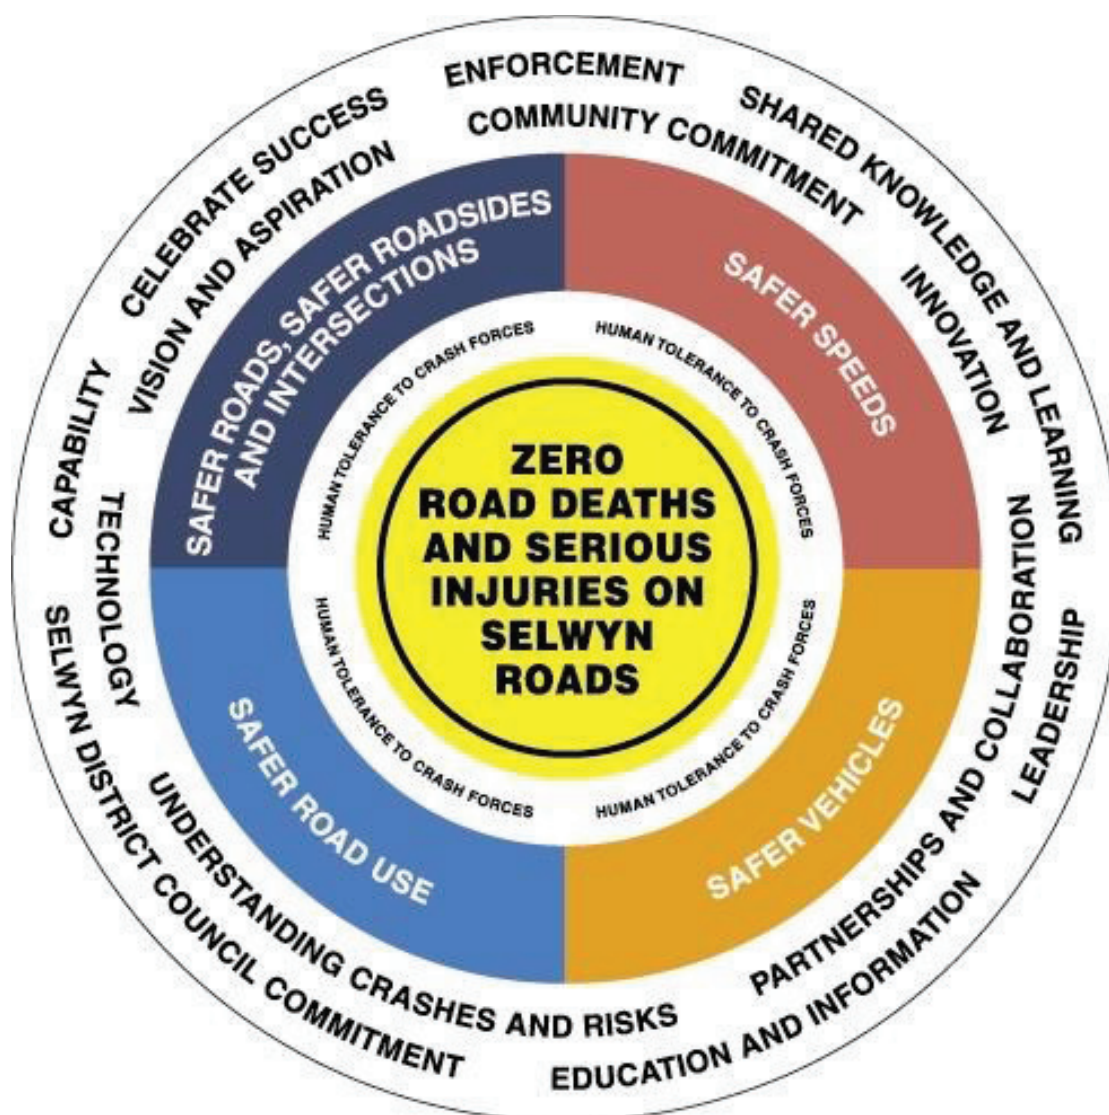 ENFORCEMENT
SHARED KNOWLEDGE AND LEARNING
LEADERSHIP
EDUCATION AND INFORMATION
SELWYN DISTRICT COUNCIL COMMITMENT
CAPABILITY
CELEBRATE SUCCESS
COMMUNITY COMMITMENT
INNOVATION
PARTNERSHIPS AND COLLABORATION
UNDERSTANDING CRASHES AND RISKS
TECHNOLOGY
VISION AND ASPIRATION
SAFER ROADS, SAFER ROADSIDES
AND INTERSECTIONS
SAFER SPEEDS
SAFER VEHICLES
SAFER ROAD USE
HUMAN TOLERANCE TO CRASH FORCES
HUMAN TOLERANCE TO CRASH FORCES
HUMAN TOLERANCE TO CRASH FORCES
HUMAN TOLERANCE TO CRASH FORCES
ZERO
ROAD DEATHS
AND SERIOUS
INJURIES ON
SELWYN
ROADS